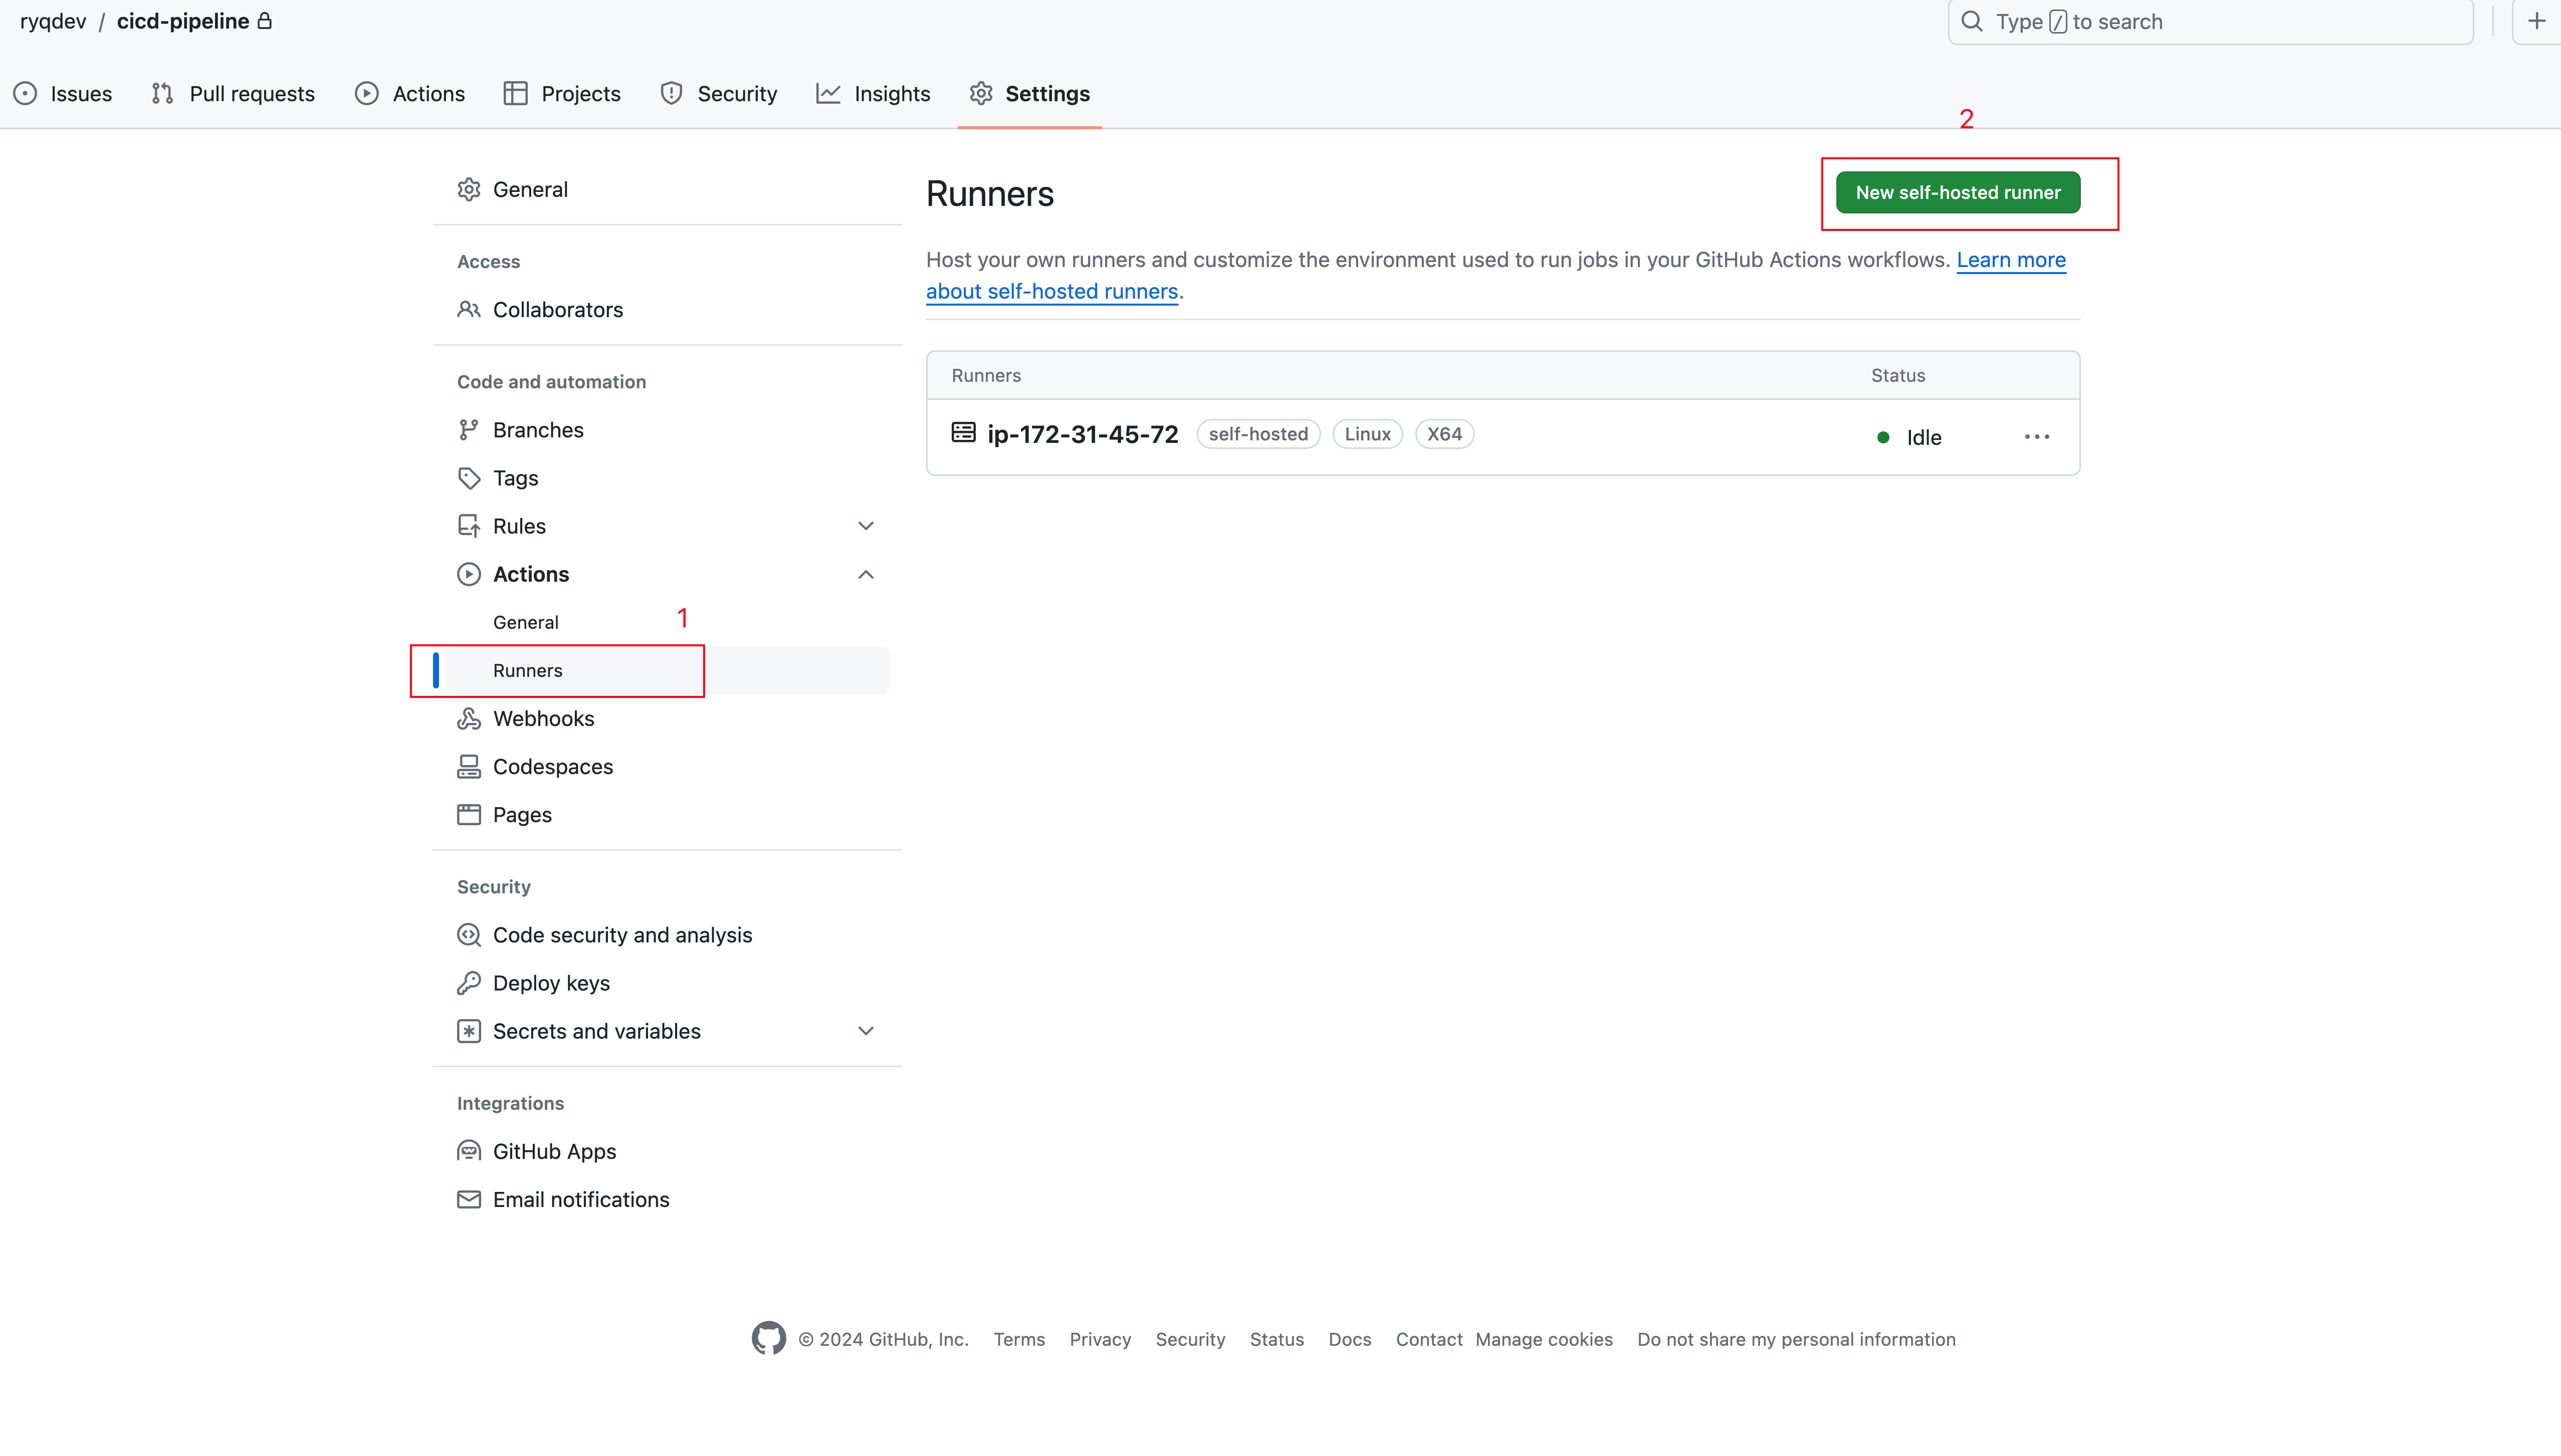 ryqdev / cicd-pipeline
Type / to search
Issues Pull requests Actions Projects Security Insights Settings
2
General
Access
Collaborators
Code and automation
Branches
Tags
Rules
Actions
General
1
Runners
Webhooks
Codespaces
Pages
Security
Code security and analysis
Deploy keys
Secrets and variables
Integrations
GitHub Apps
Email notifications
Runners
New self-hosted runner
Host your own runners and customize the environment used to run jobs in your GitHub Actions workflows. Learn more
about self-hosted runners.
Runners Status
ip-172-31-45-72 self-hosted Linux X64 Idle
© 2024 GitHub, Inc. Terms Privacy Security Status Docs Contact Manage cookies Do not share my personal information